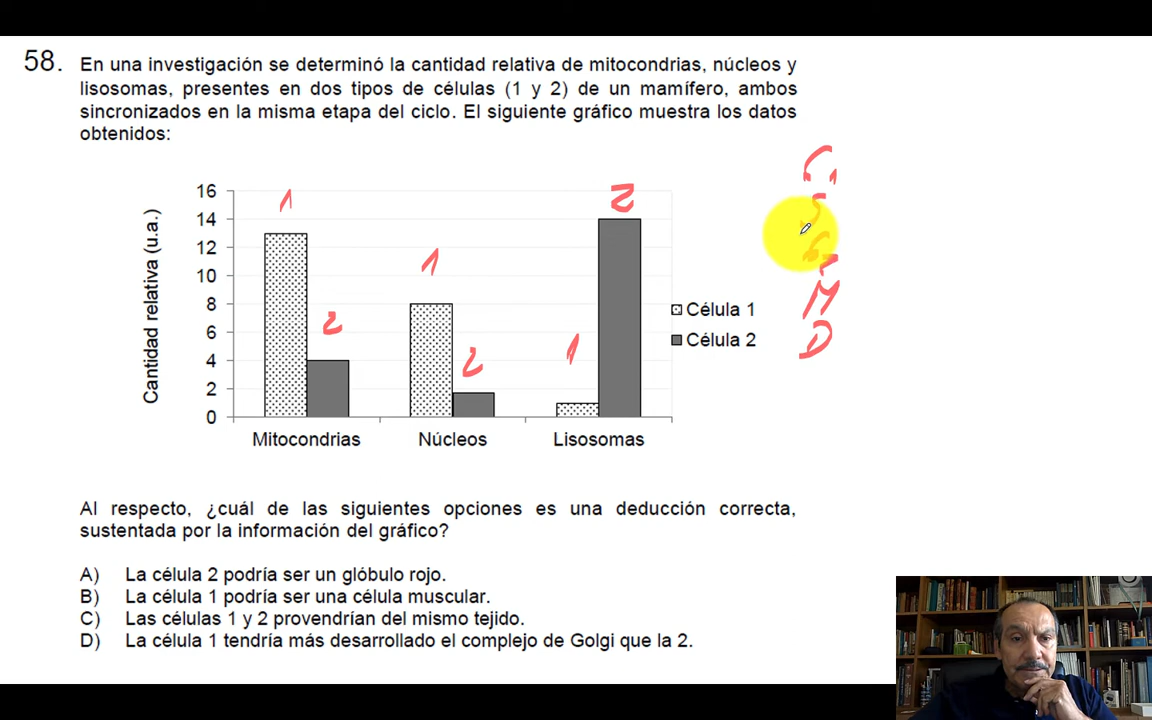 58. En una investigación se determinó la cantidad relativa de mitocondrias, núcleos y
lisosomas, presentes en dos tipos de células (1 y 2) de un mamífero, ambos
sincronizados en la misma etapa del ciclo. El siguiente gráfico muestra los datos
obtenidos:
Cantidad relativa (u.a.)
16
14
12
10
8
6
4
2
0
1
2
1
2
1
2
Mitocondrias Núcleos Lisosomas
Célula 1
Célula 2
G1
S
G2
M
D
Al respecto, ¿cuál de las siguientes opciones es una deducción correcta,
sustentada por la información del gráfico?
A) La célula 2 podría ser un glóbulo rojo.
B) La célula 1 podría ser una célula muscular.
C) Las células 1 y 2 provendrían del mismo tejido.
D) La célula 1 tendría más desarrollado el complejo de Golgi que la 2.